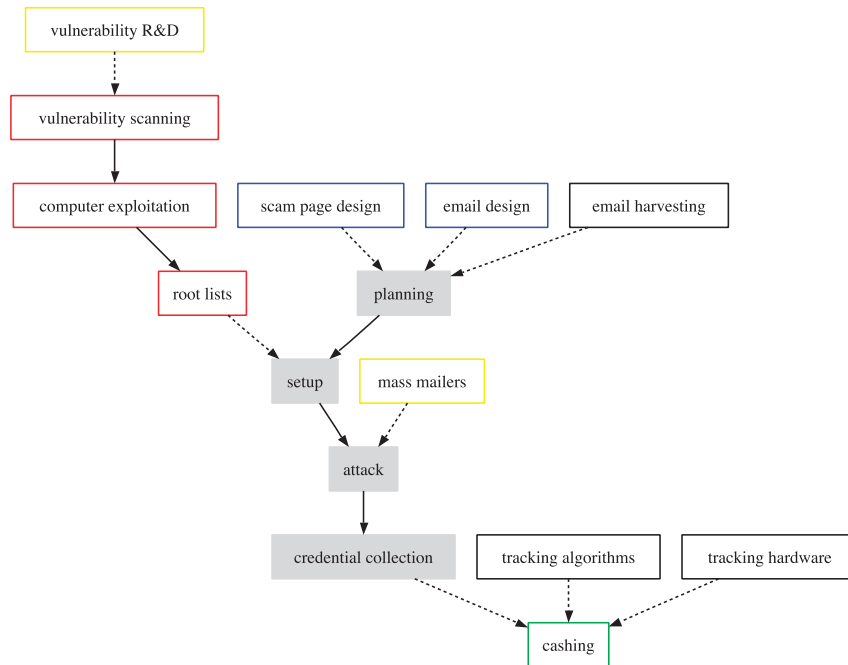 vulnerability R&D
vulnerability scanning
computer exploitation
scam page design
email design
email harvesting
root lists
planning
setup
mass mailers
attack
credential collection
tracking algorithms
tracking hardware
cashing